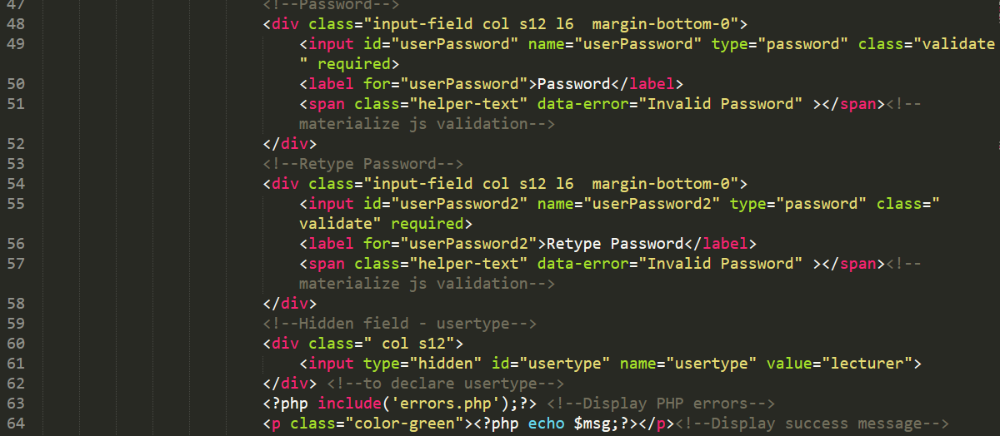 47 <!--Password-->
48 <div class="input-field col s12 l6  margin-bottom-0">
49 <input id="userPassword" name="userPassword" type="password" class="validate
" required>
50 <label for="userPassword">Password</label>
51 <span class="helper-text" data-error="Invalid Password" ></span><!--
materialize js validation-->
52 </div>
53 <!--Retype Password-->
54 <div class="input-field col s12 l6  margin-bottom-0">
55 <input id="userPassword2" name="userPassword2" type="password" class="
validate" required>
56 <label for="userPassword2">Retype Password</label>
57 <span class="helper-text" data-error="Invalid Password" ></span><!--
materialize js validation-->
58 </div>
59 <!--Hidden field - usertype-->
60 <div class=" col s12">
61 <input type="hidden" id="usertype" name="usertype" value="lecturer">
62 </div> <!--to declare usertype-->
63 <?php include('errors.php');?> <!--Display PHP errors-->
64 <p class="color-green"><?php echo $msg;?></p><!--Display success message-->